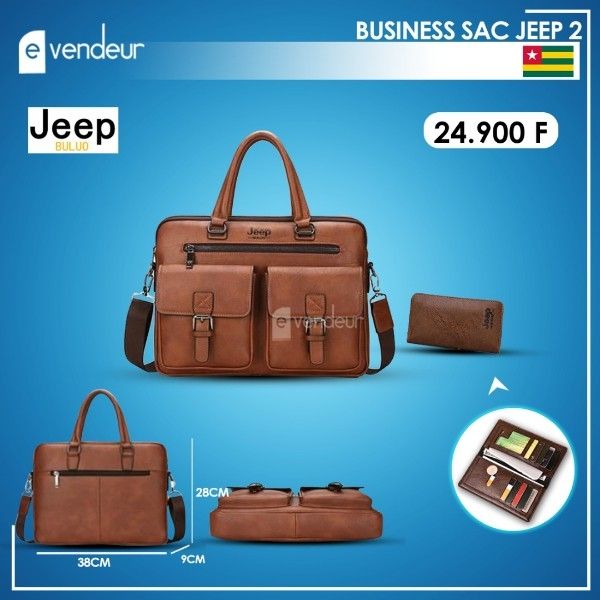 e vendeur
BUSINESS SAC JEEP 2
Jeep
BULUO
24.900 F
Jeep
e vendeur
Jeep
28CM
38CM
9CM